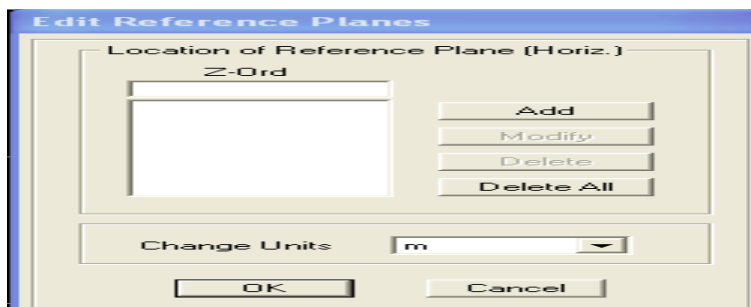 Edit Reference Planes
Location of Reference Plane (Horiz.)
Z-Ord
Add
Modify
Delete
Delete All
Change Units
m
OK
Cancel